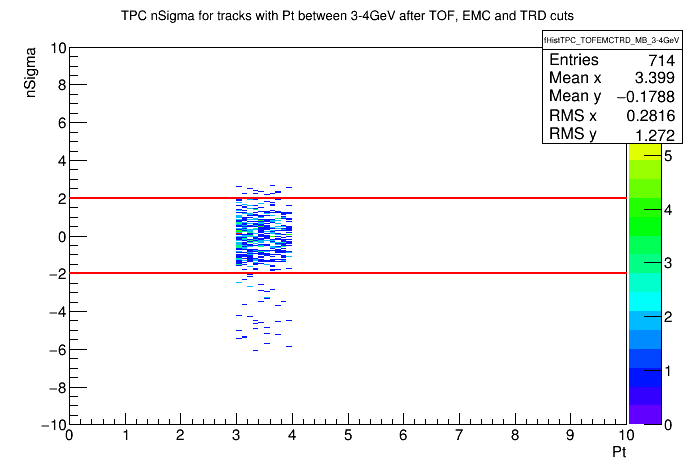 TPC nSigma for tracks with Pt between 3-4GeV after TOF, EMC and TRD cuts
fHistTPC_TOFEMCTRD_MB_3-4GeV
Entries 714
Mean x 3.399
Mean y −0.1788
RMS x 0.2816
RMS y 1.272
nSigma
10
8
6
4
2
0
−2
−4
−6
−8
−10
0 1 2 3 4 5 6 7 8 9 10
Pt
5
4
3
2
1
0